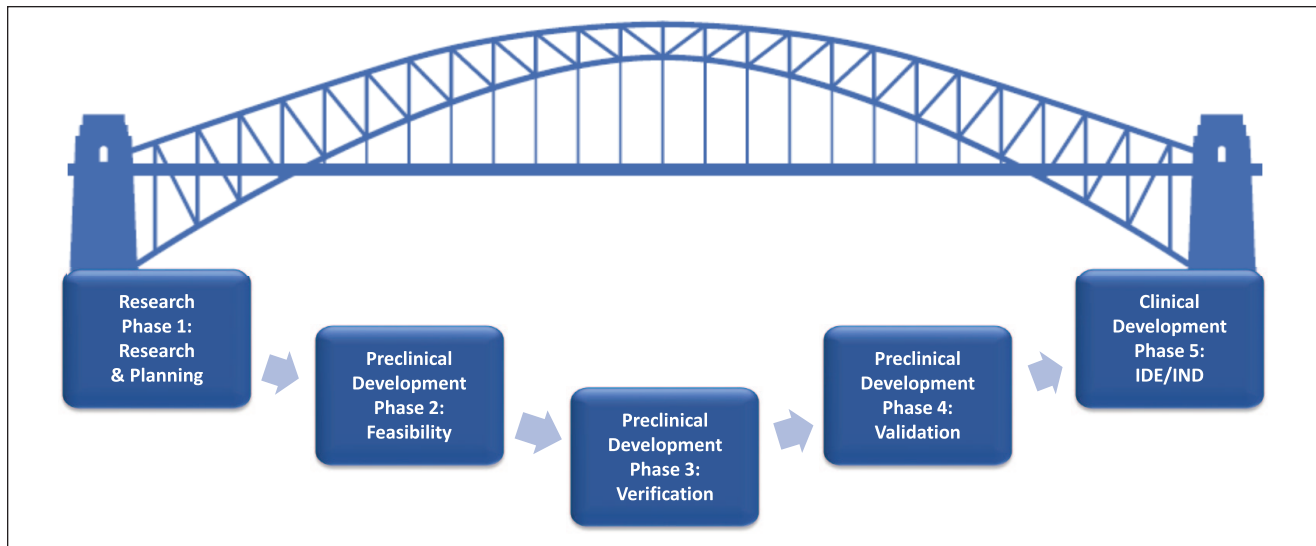 Research
Phase 1:
Research
& Planning
Preclinical
Development
Phase 2:
Feasibility
Preclinical
Development
Phase 3:
Verification
Preclinical
Development
Phase 4:
Validation
Clinical
Development
Phase 5:
IDE/IND